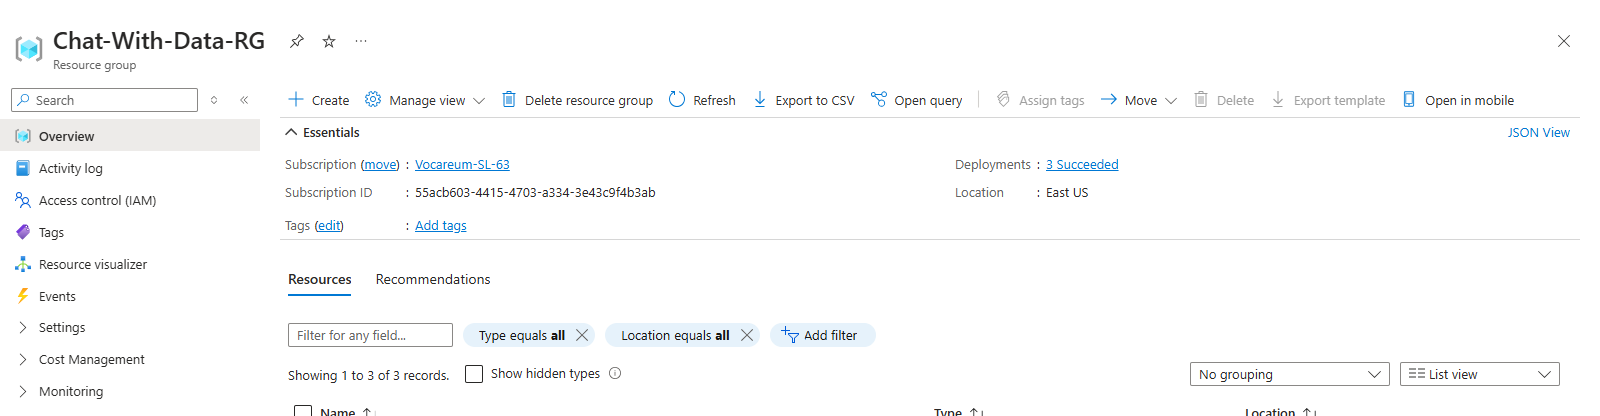 Chat-With-Data-RG
Resource group
Search
Overview
Activity log
Access control (IAM)
Tags
Resource visualizer
Events
Settings
Cost Management
Monitoring
Create Manage view Delete resource group Refresh Export to CSV Open query Assign tags Move Delete Export template Open in mobile
Essentials JSON View
Subscription (move) : Vocareum-SL-63 Deployments : 3 Succeeded
Subscription ID : 55acb603-4415-4703-a334-3e43c9f4b3ab Location : East US
Tags (edit) : Add tags
Resources Recommendations
Filter for any field... Type equals all Location equals all Add filter
Showing 1 to 3 of 3 records. Show hidden types No grouping List view
Name Type Location